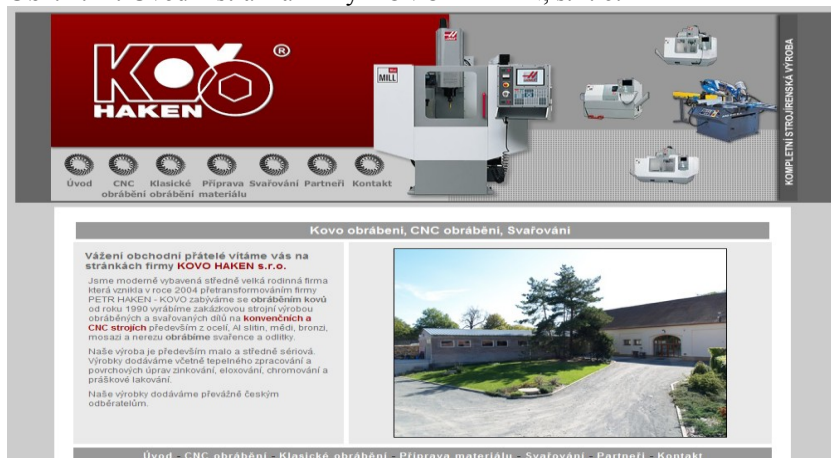 KOVO
HAKEN
®
MILL
KOMPLETNÍ STROJÍRENSKÁ VÝROBA
Úvod
CNC obrábění
Klasické obrábění
Příprava materiálu
Svařování
Partneři
Kontakt
Kovo obrábení, CNC obrábění, Svařování
Vážení obchodní přátelé vítáme vás na
stránkách firmy KOVO HAKEN s.r.o.
Jsme moderně vybavená středně velká rodinná firma
která vznikla v roce 2004 přetransformováním firmy
PETR HAKEN - KOVO zabýváme se obráběním kovů
od roku 1990 vyrábíme zakázkovou strojní výrobou
obráběných a svařovaných dílů na konvenčních a
CNC strojích především z ocelí, Al slitin, mědi, bronzi,
mosazi a nerezu obrábíme svařence a odlitky.
Naše výroba je především malo a středně sériová.
Výrobky dodáváme včetně tepelného zpracování a
povrchových úprav zinkování, eloxování, chromování a
práškové lakování.
Naše výrobky dodáváme převážně českým
odběratelům.
Úvod - CNC obrábění - Klasické obrábění - Příprava materiálu - Svařování - Partneři - Kontakt